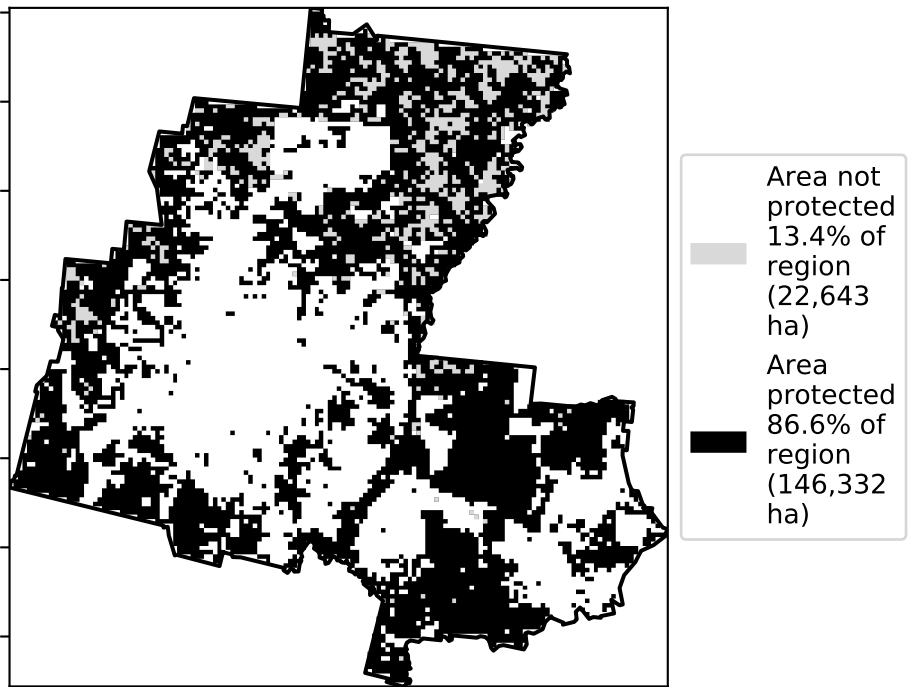 Area not
protected
13.4% of
region
(22,643
ha)
Area
protected
86.6% of
region
(146,332
ha)